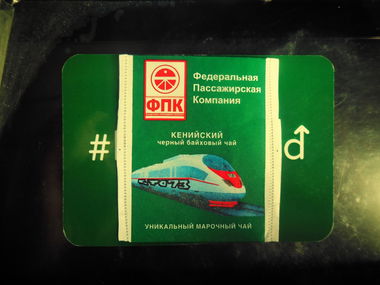 ФПК
Федеральная
Пассажирская
Компания
#
d
КЕНИЙСКИЙ
черный байховый чай
УНИКАЛЬНЫЙ МАРОЧНЫЙ ЧАЙ